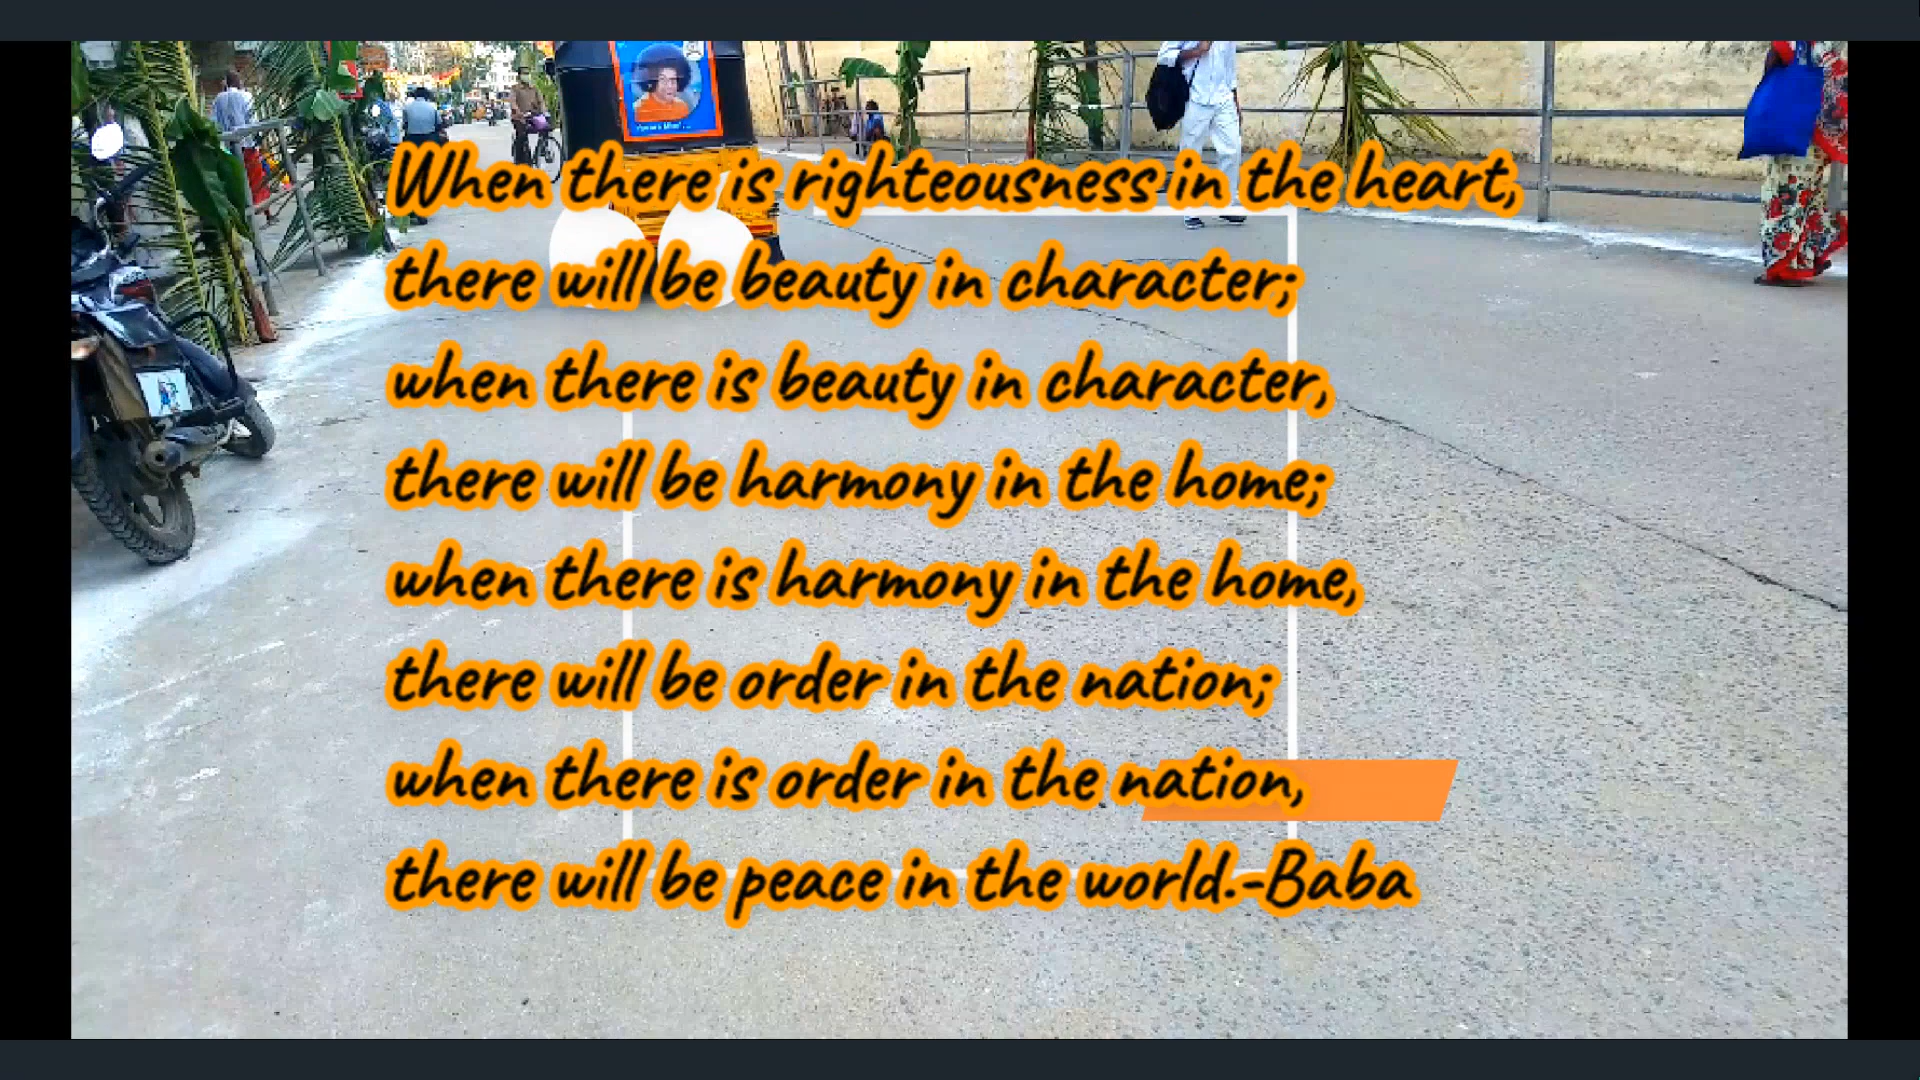 When there is righteousness in the heart,
there will be beauty in character;
when there is beauty in character,
there will be harmony in the home;
when there is harmony in the home,
there will be order in the nation;
when there is order in the nation,
there will be peace in the world.-Baba